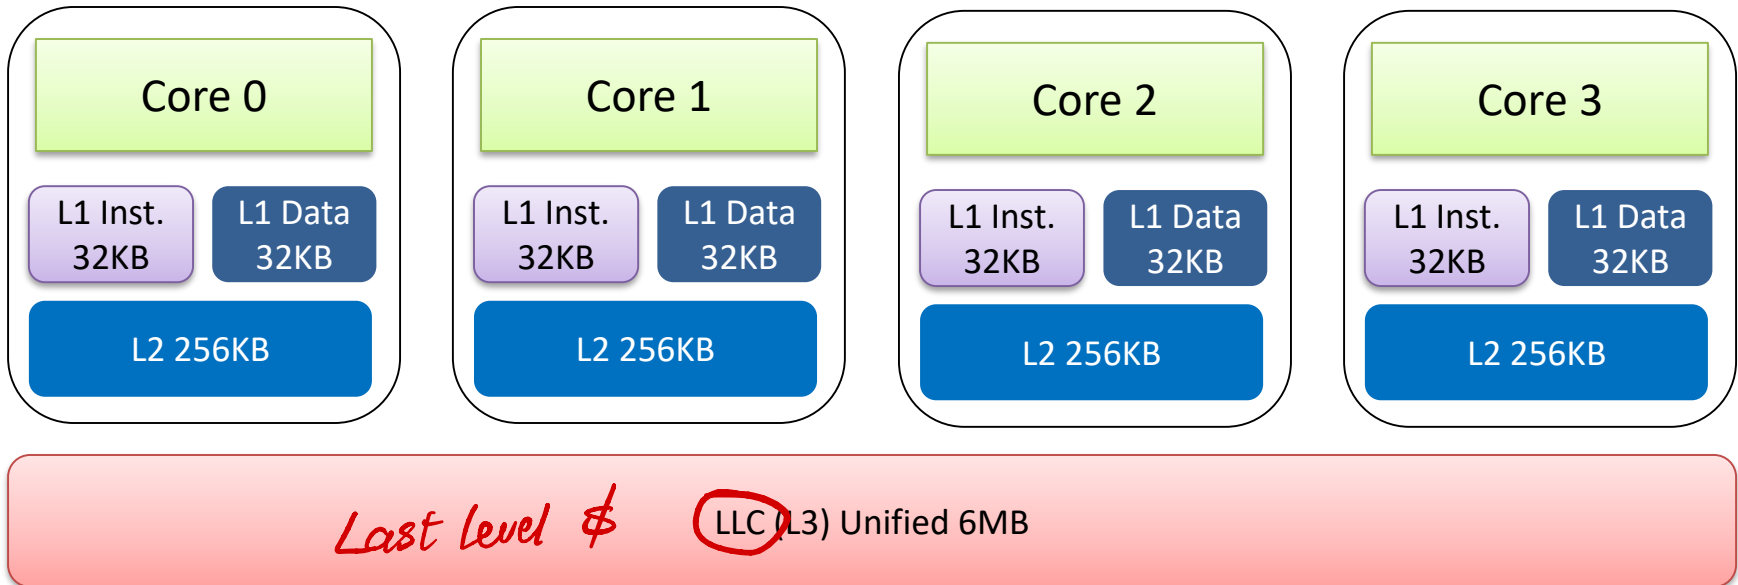 Core 0
Core 1
Core 2
Core 3
L1 Inst.
32KB
L1 Data
32KB
L1 Inst.
32KB
L1 Data
32KB
L1 Inst.
32KB
L1 Data
32KB
L1 Inst.
32KB
L1 Data
32KB
L2 256KB
L2 256KB
L2 256KB
L2 256KB
Last level $ LLC (L3) Unified 6MB